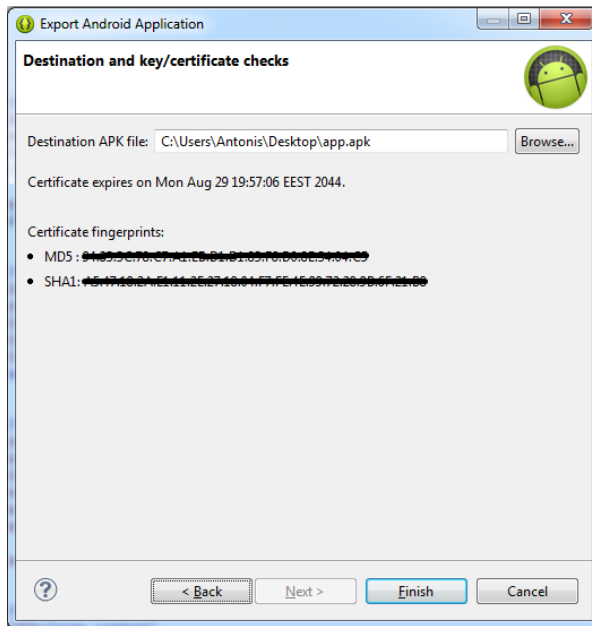 Export Android Application
Destination and key/certificate checks
Destination APK file: C:\Users\Antonis\Desktop\app.apk Browse...
Certificate expires on Mon Aug 29 19:57:06 EEST 2044.
Certificate fingerprints:
MD5 :
SHA1:
? < Back Next > Finish Cancel